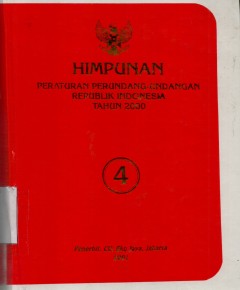 HIMPUNAN
PERATURAN PERUNDANG-UNDANGAN
REPUBLIK INDONESIA
TAHUN 2020
4